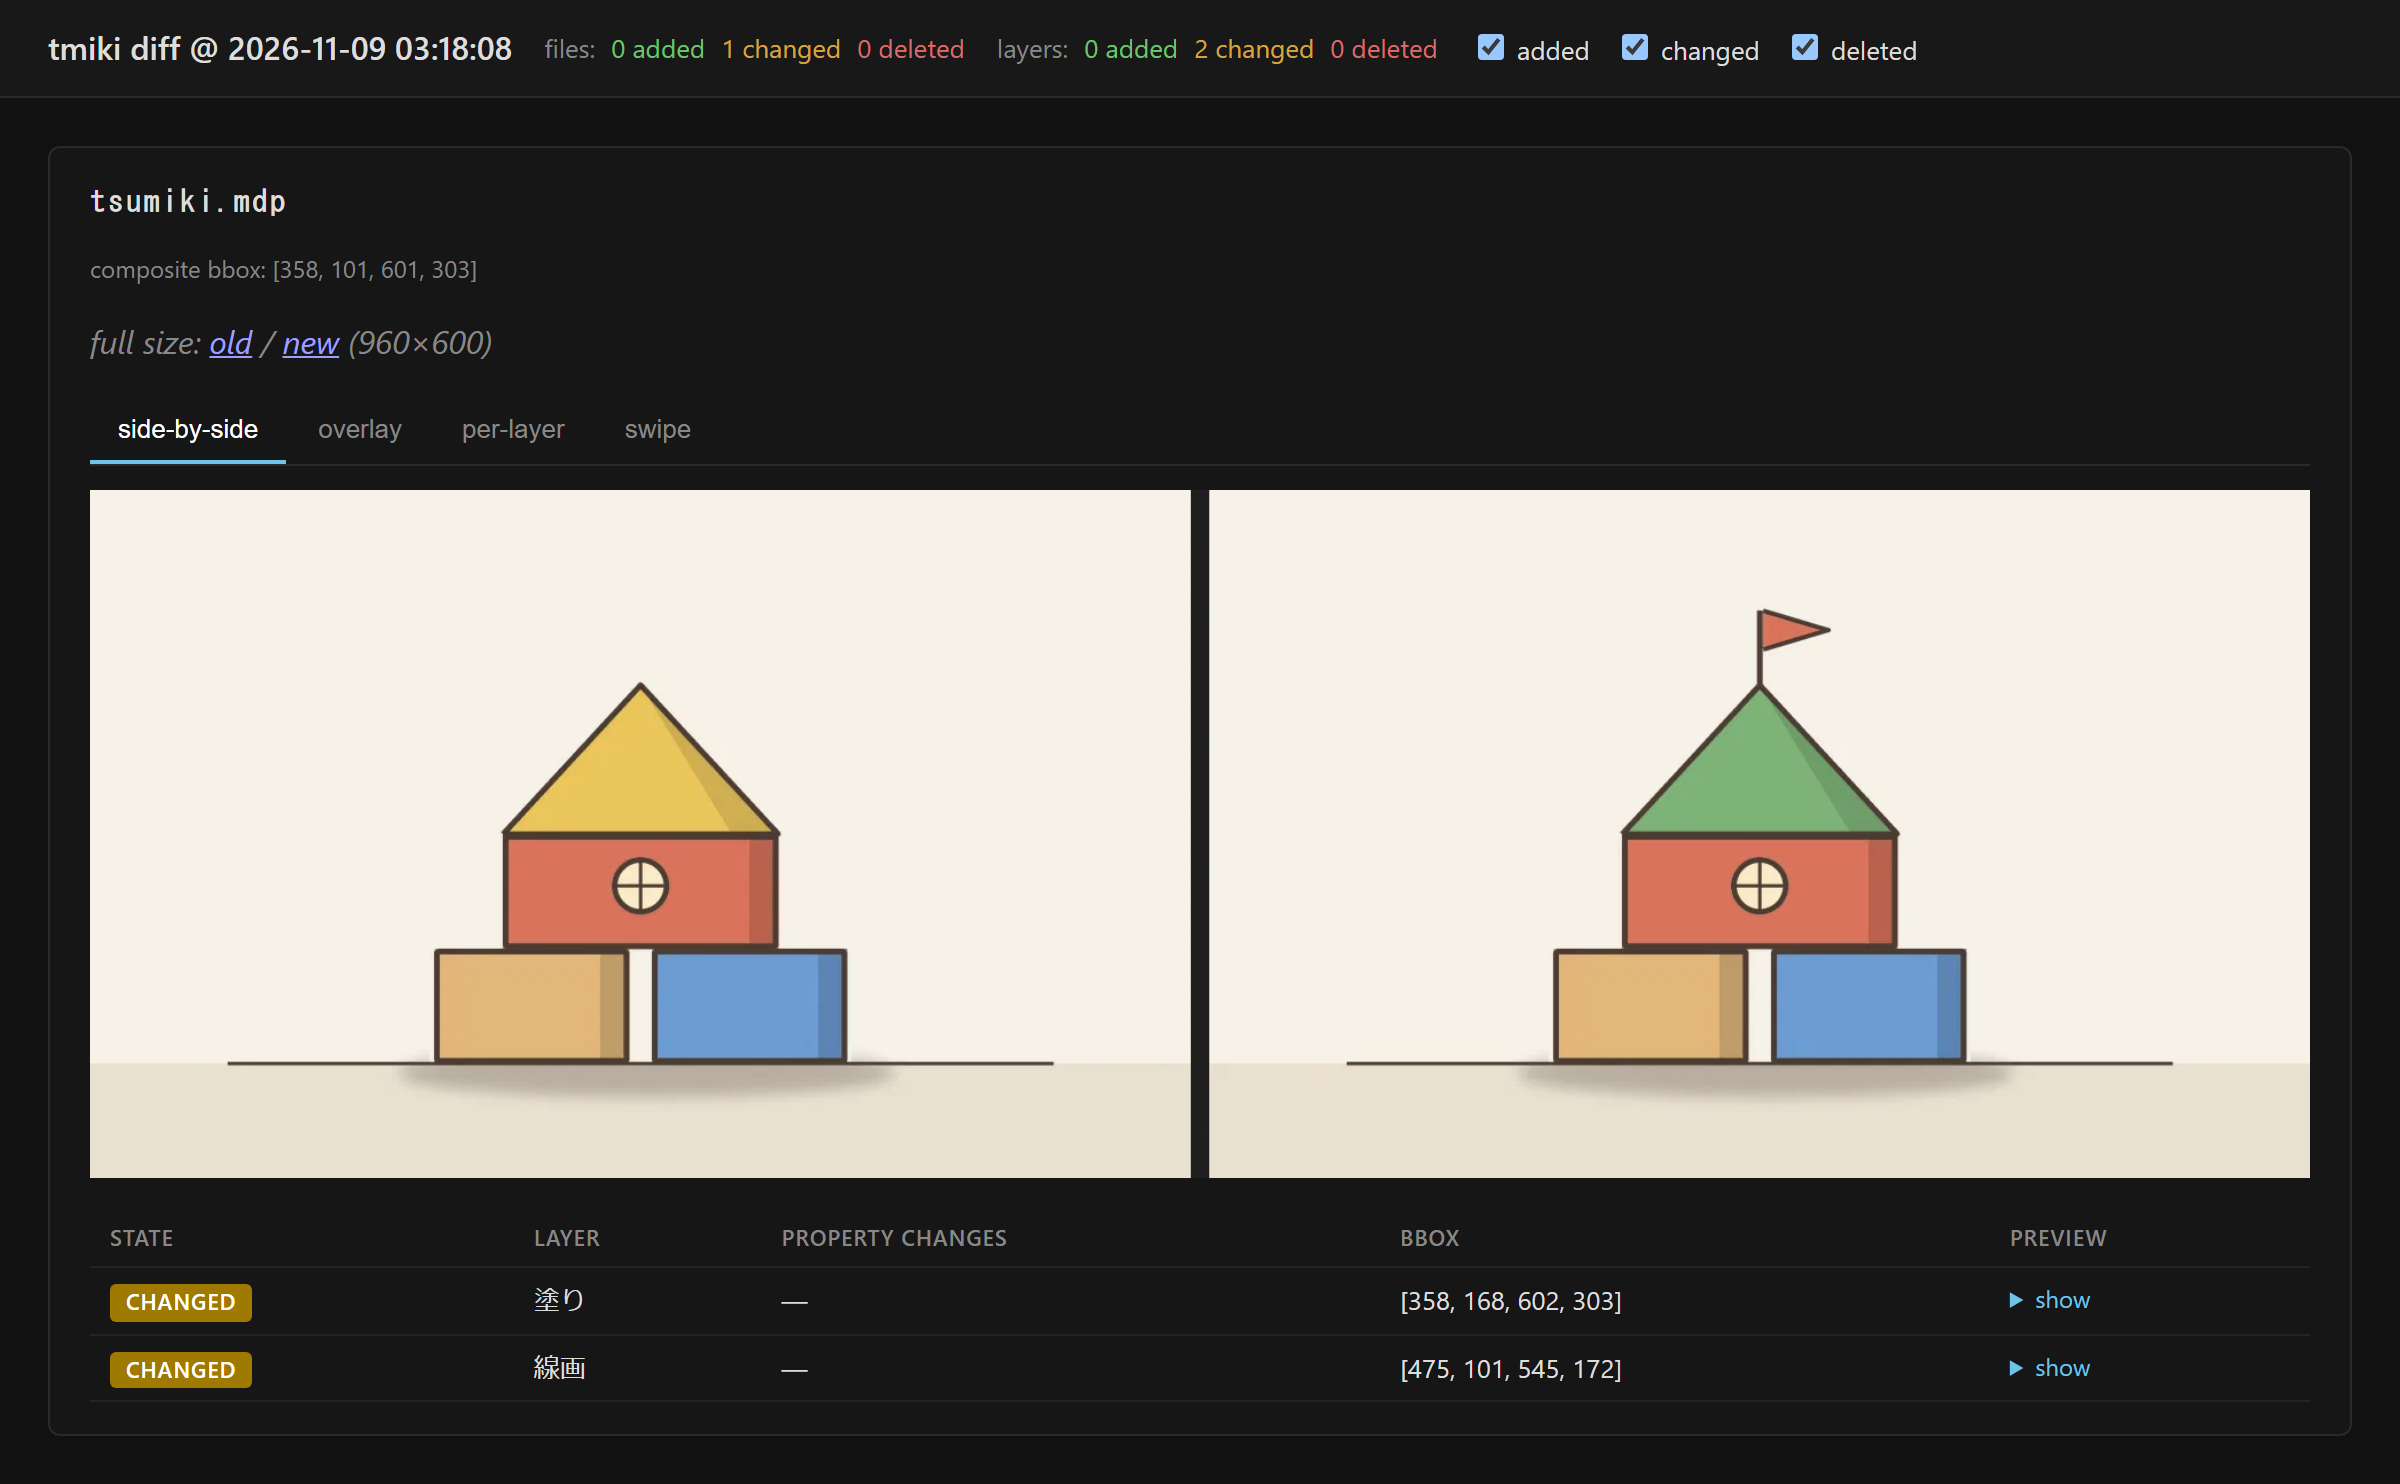 tmiki diff @ 2026-11-09 03:18:08 files: 0 added 1 changed 0 deleted layers: 0 added 2 changed 0 deleted added changed deleted
tsumiki.mdp
composite bbox: [358, 101, 601, 303]
full size: old / new (960×600)
side-by-side overlay per-layer swipe
STATE LAYER PROPERTY CHANGES BBOX PREVIEW
CHANGED 塗り — [358, 168, 602, 303] ▶ show
CHANGED 線画 — [475, 101, 545, 172] ▶ show